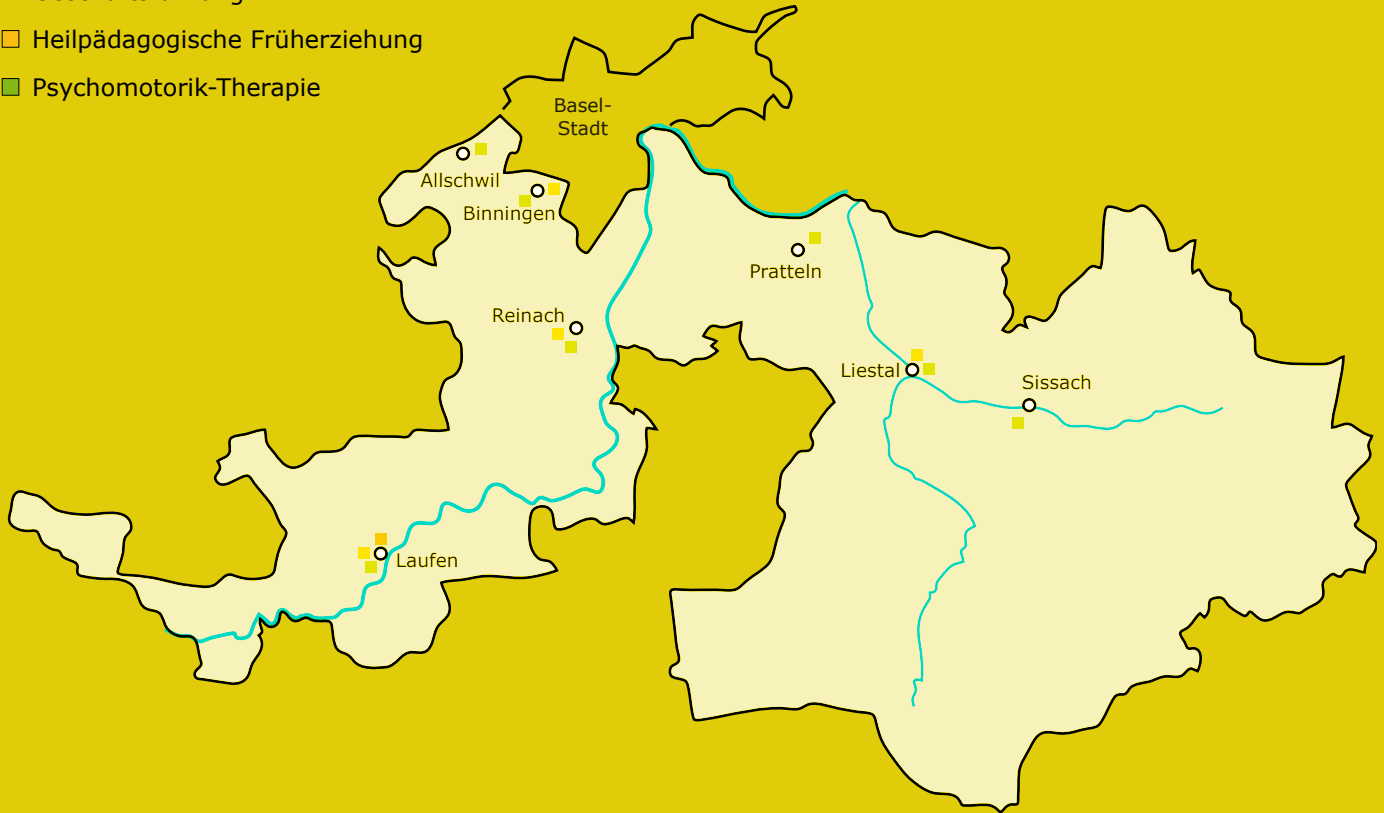 Heilpädagogische Früherziehung
Psychomotorik-Therapie
Basel-
Stadt
Allschwil
Binningen
Pratteln
Reinach
Liestal
Sissach
Laufen